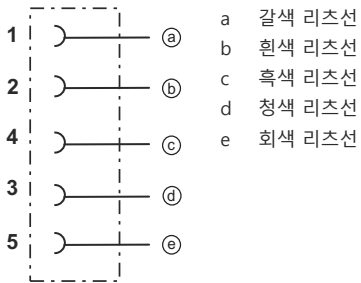 1 ⓐ
2 ⓑ
4 ⓒ
3 ⓓ
5 ⓔ
a 갈색 리츠선
b 흰색 리츠선
c 흑색 리츠선
d 청색 리츠선
e 회색 리츠선